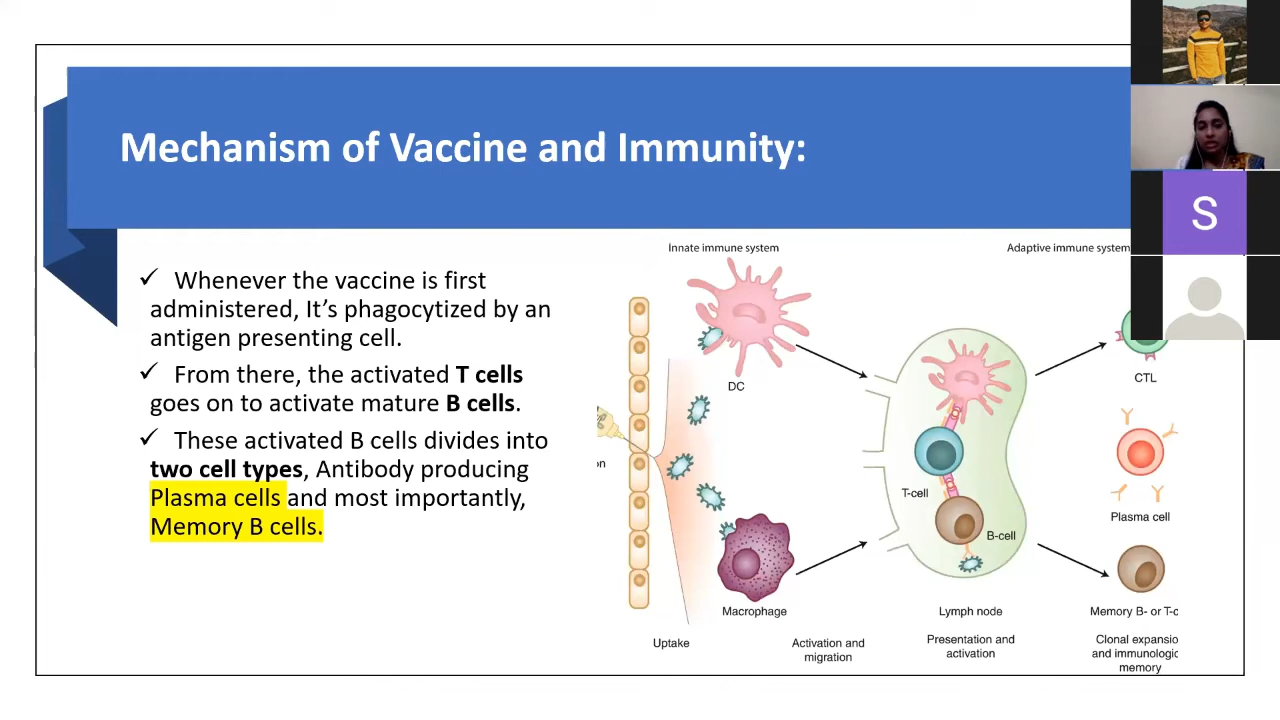 Mechanism of Vaccine and Immunity:
✓ Whenever the vaccine is first
administered, It's phagocytized by an
antigen presenting cell.
✓ From there, the activated T cells
goes on to activate mature B cells.
✓ These activated B cells divides into
two cell types, Antibody producing
Plasma cells and most importantly,
Memory B cells.
Innate immune system
Adaptive immune system
S
DC
CTL
on
T-cell
B-cell
Plasma cell
Macrophage
Lymph node
Memory B- or T-c
Uptake
Activation and
migration
Presentation and
activation
Clonal expansio
and immunologic
memory